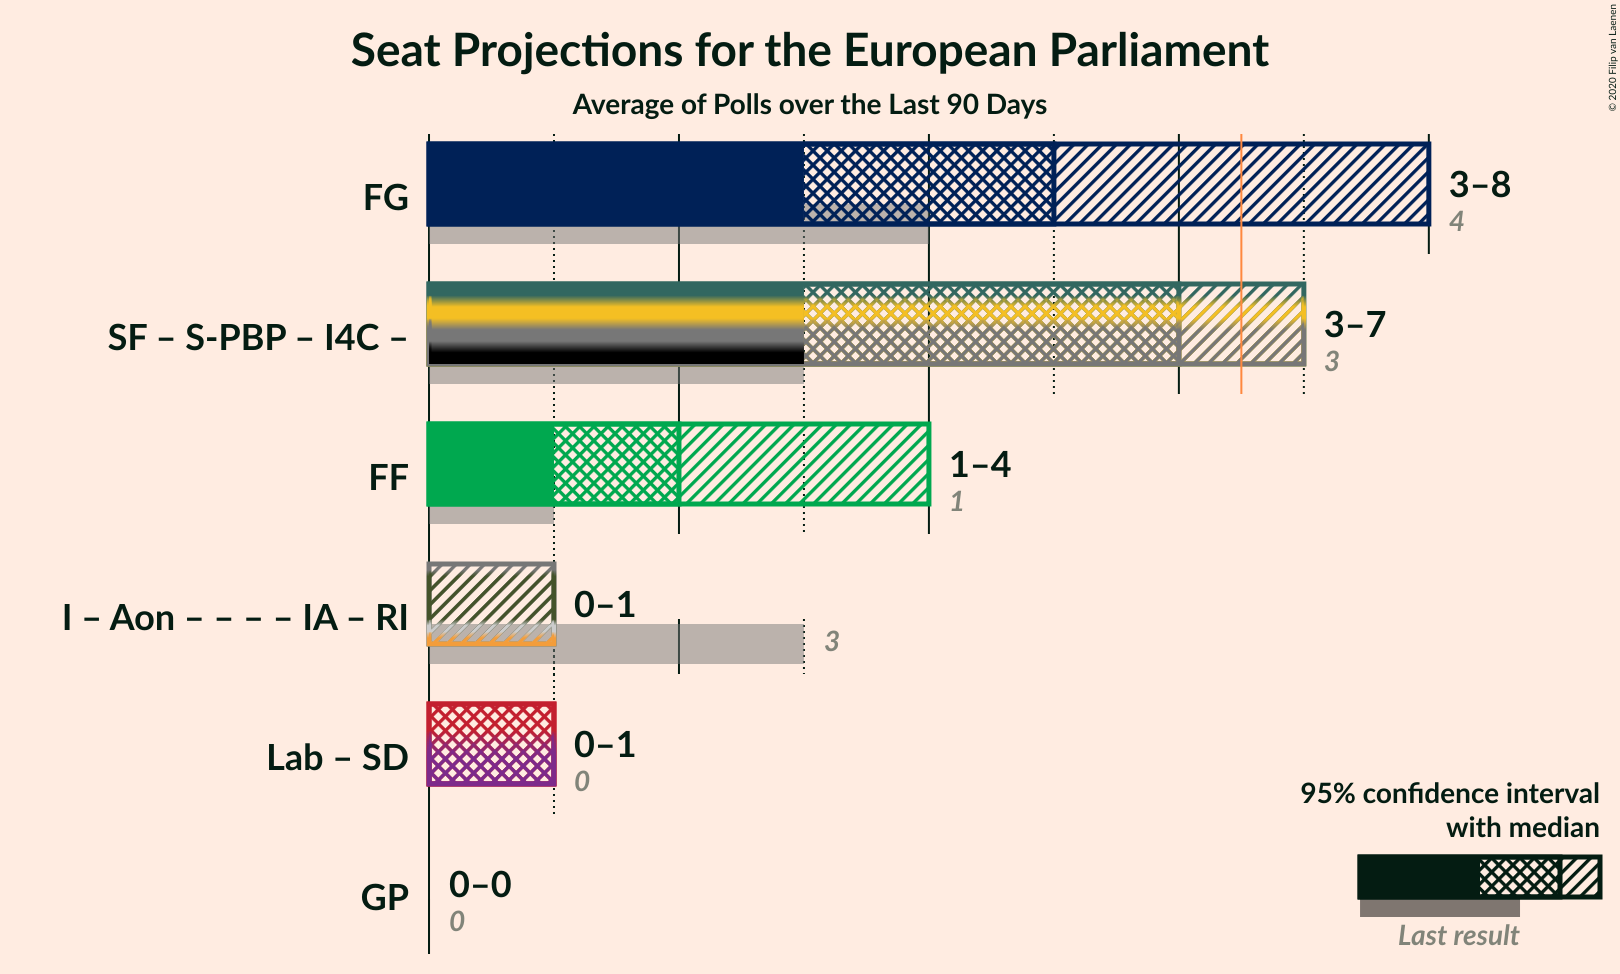 Seat Projections for the European Parliament
Average of Polls over the Last 90 Days
© 2020 Filip van Laenen
FG
3–8
4
SF – S-PBP – I4C –
3–7
3
FF
1–4
1
I – Aon – – – – IA – RI
0–1
3
Lab – SD
0–1
0
GP
0–0
0
95% confidence interval
with median
Last result